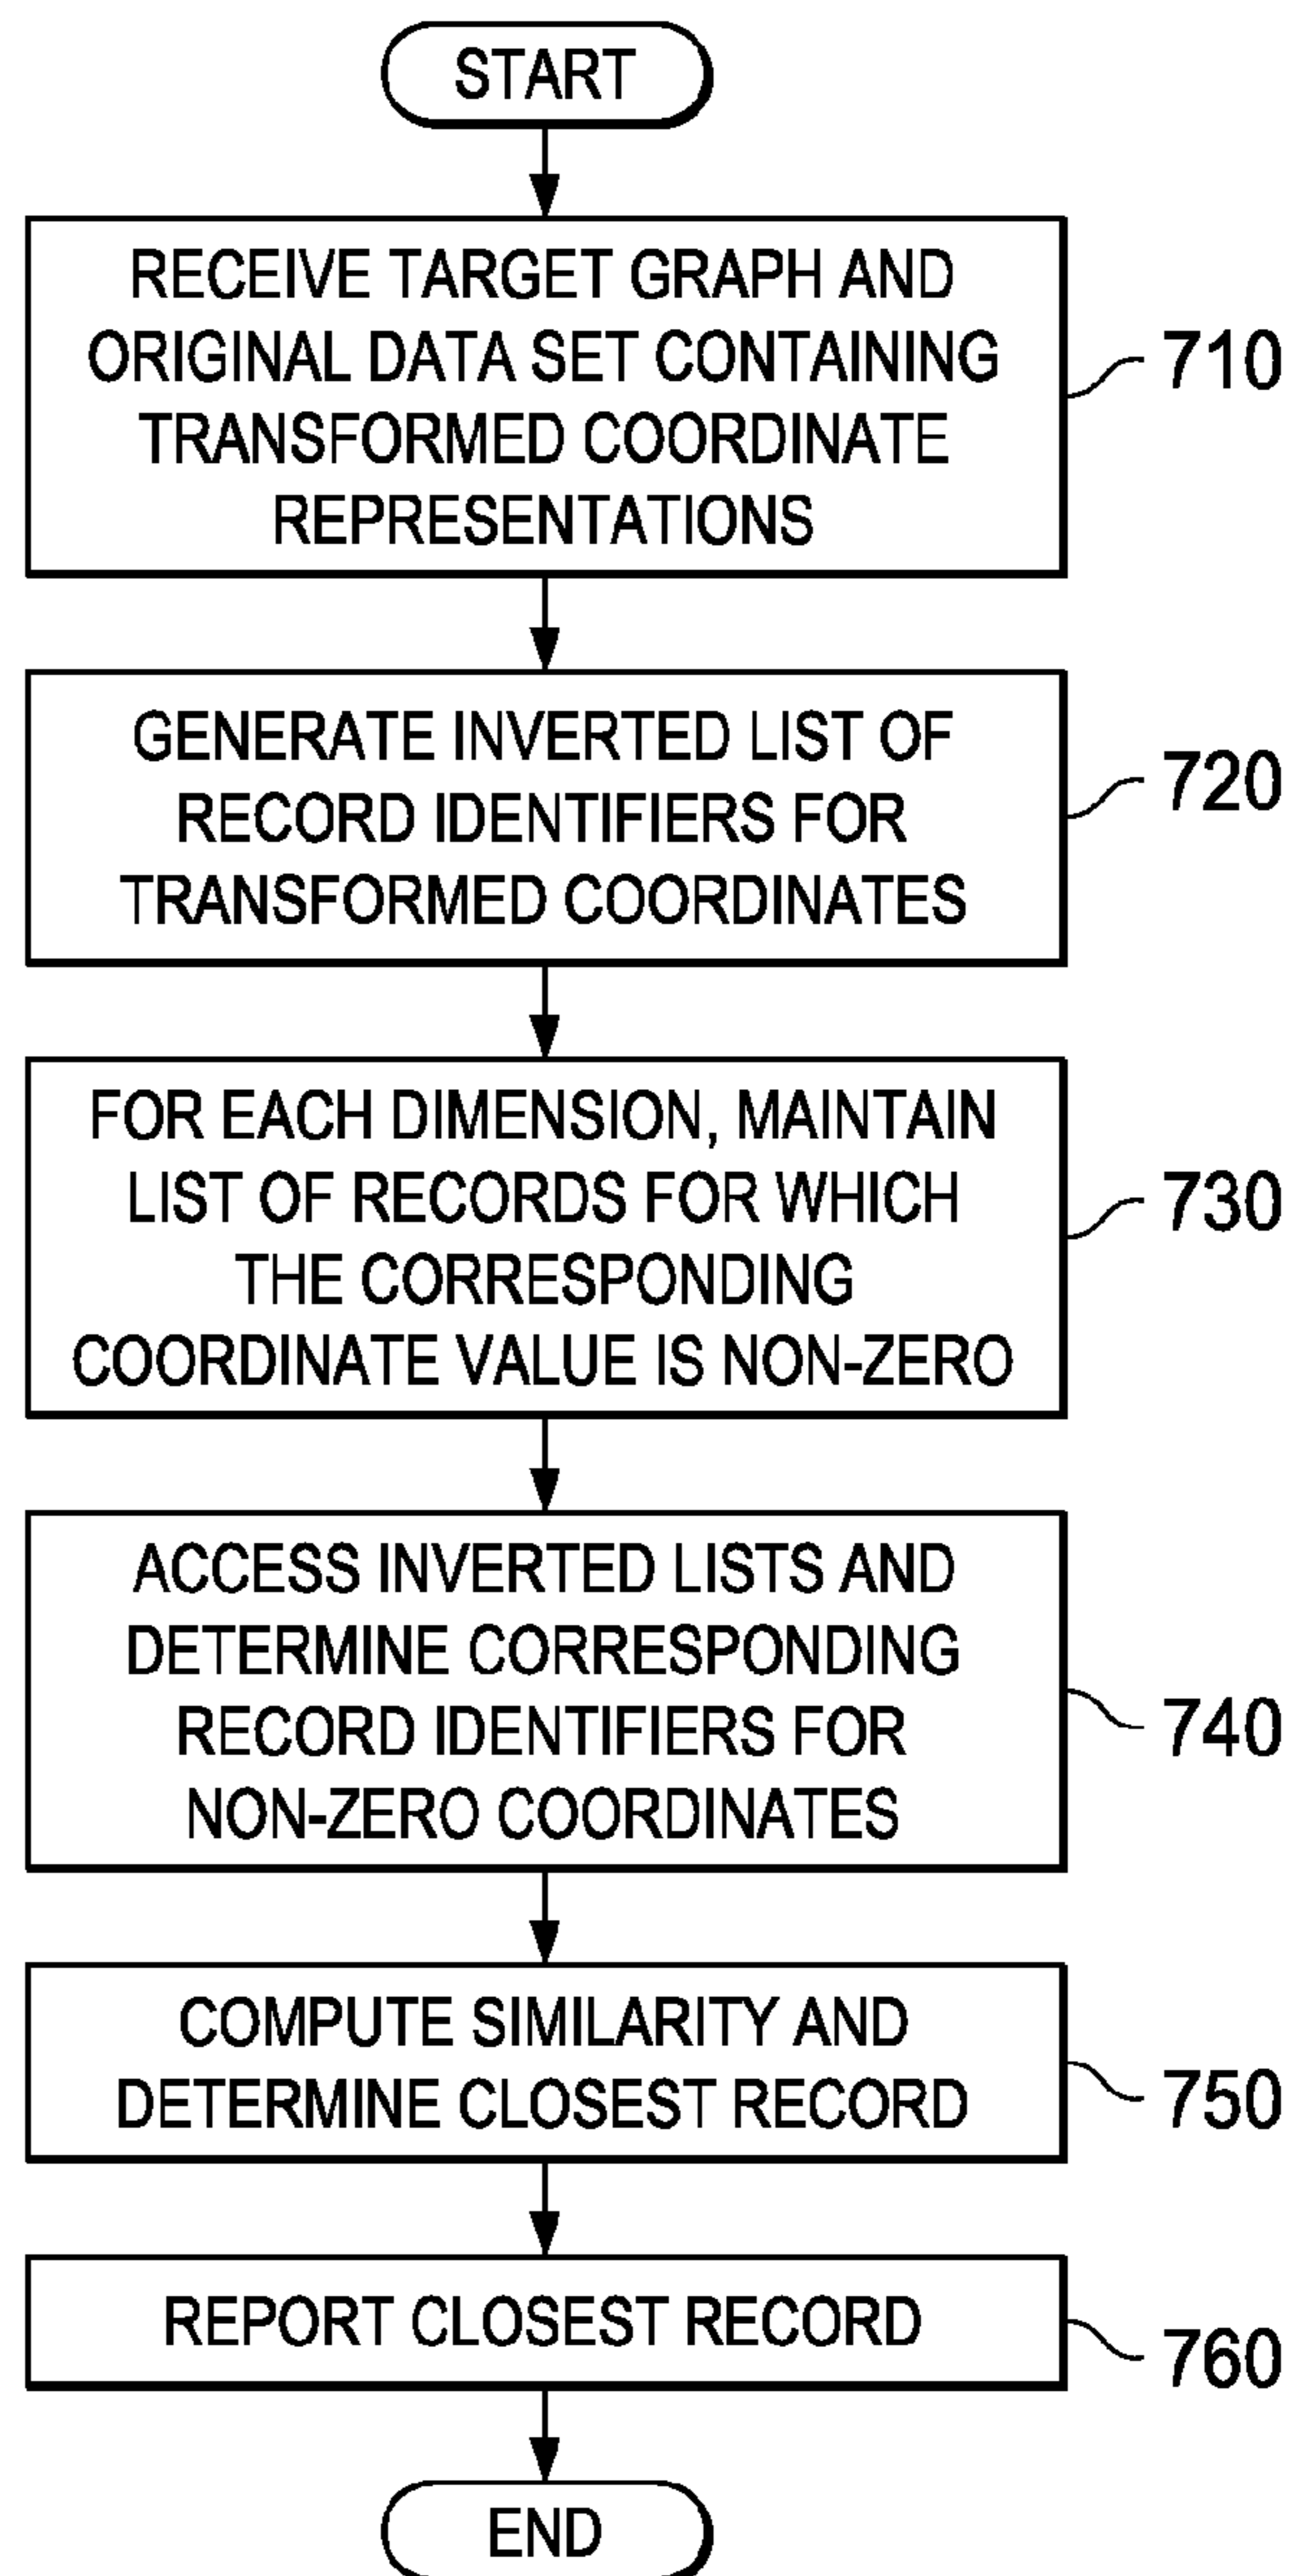 START
RECEIVE TARGET GRAPH AND
ORIGINAL DATA SET CONTAINING
TRANSFORMED COORDINATE
REPRESENTATIONS
710
GENERATE INVERTED LIST OF
RECORD IDENTIFIERS FOR
TRANSFORMED COORDINATES
720
FOR EACH DIMENSION, MAINTAIN
LIST OF RECORDS FOR WHICH
THE CORRESPONDING
COORDINATE VALUE IS NON-ZERO
730
ACCESS INVERTED LISTS AND
DETERMINE CORRESPONDING
RECORD IDENTIFIERS FOR
NON-ZERO COORDINATES
740
COMPUTE SIMILARITY AND
DETERMINE CLOSEST RECORD
750
REPORT CLOSEST RECORD
760
END